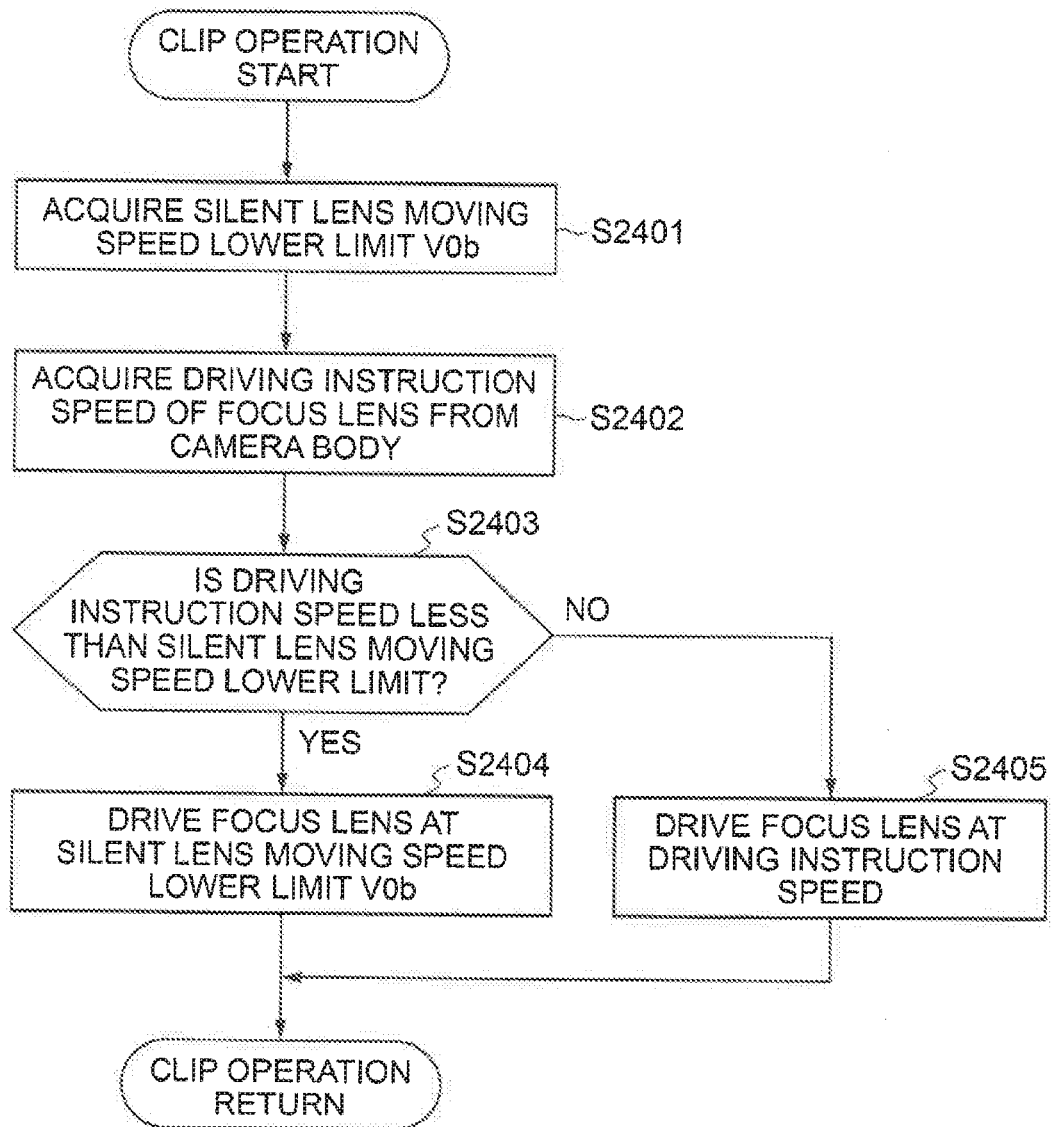 CLIP OPERATION
START
ACQUIRE SILENT LENS MOVING
SPEED LOWER LIMIT V0b
S2401
ACQUIRE DRIVING INSTRUCTION
SPEED OF FOCUS LENS FROM
CAMERA BODY
S2402
S2403
IS DRIVING
INSTRUCTION SPEED LESS
THAN SILENT LENS MOVING
SPEED LOWER LIMIT?
NO
YES
S2404
DRIVE FOCUS LENS AT
SILENT LENS MOVING SPEED
LOWER LIMIT V0b
S2405
DRIVE FOCUS LENS AT
DRIVING INSTRUCTION
SPEED
CLIP OPERATION
RETURN